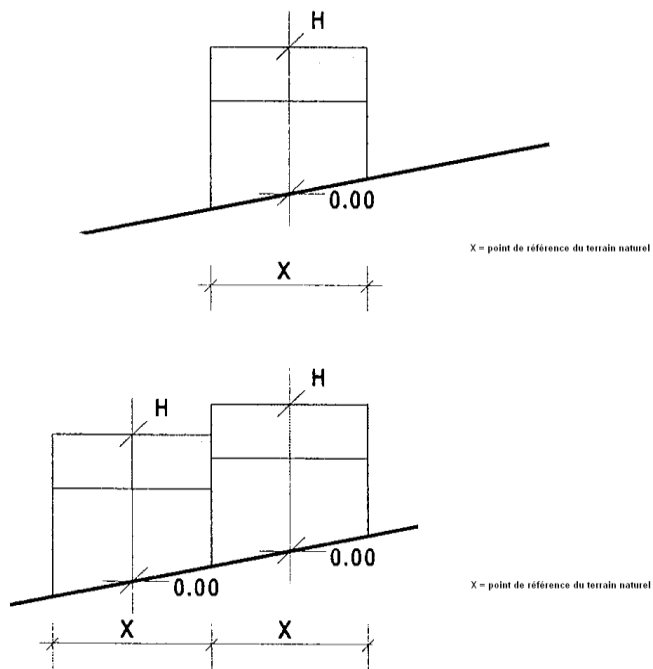 H
0.00
X = point de référence du terrain naturel
X
H
H
0.00
0.00
X = point de référence du terrain naturel
X X